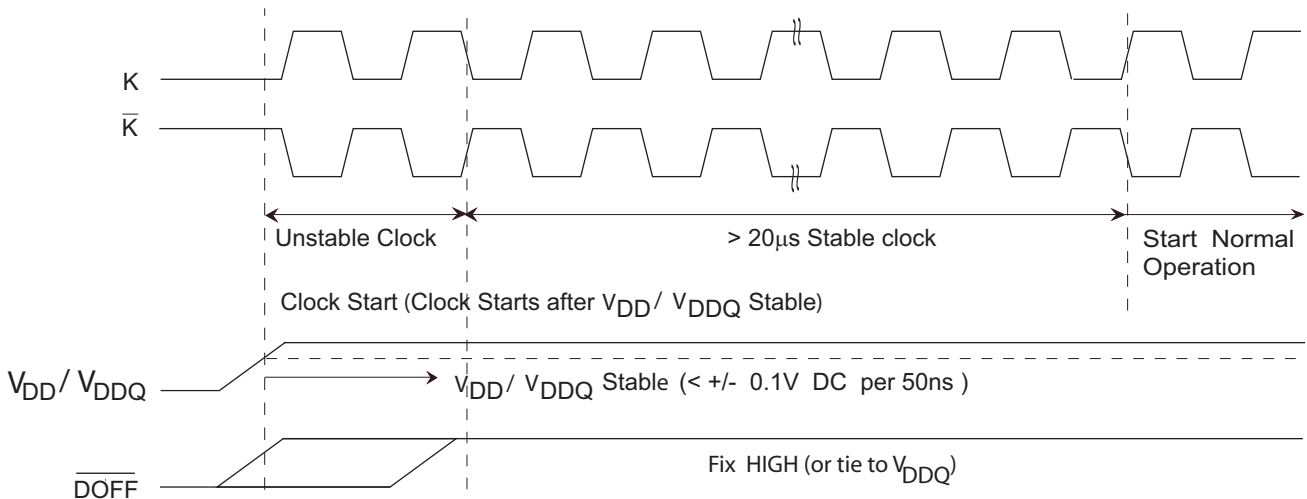 K
K̅
Unstable Clock
> 20μs Stable clock
Start Normal
Operation
Clock Start (Clock Starts after VDD / VDDQ Stable)
VDD / VDDQ
VDD / VDDQ Stable (< +/- 0.1V DC per 50ns )
D̅O̅F̅F̅
Fix HIGH (or tie to VDDQ)